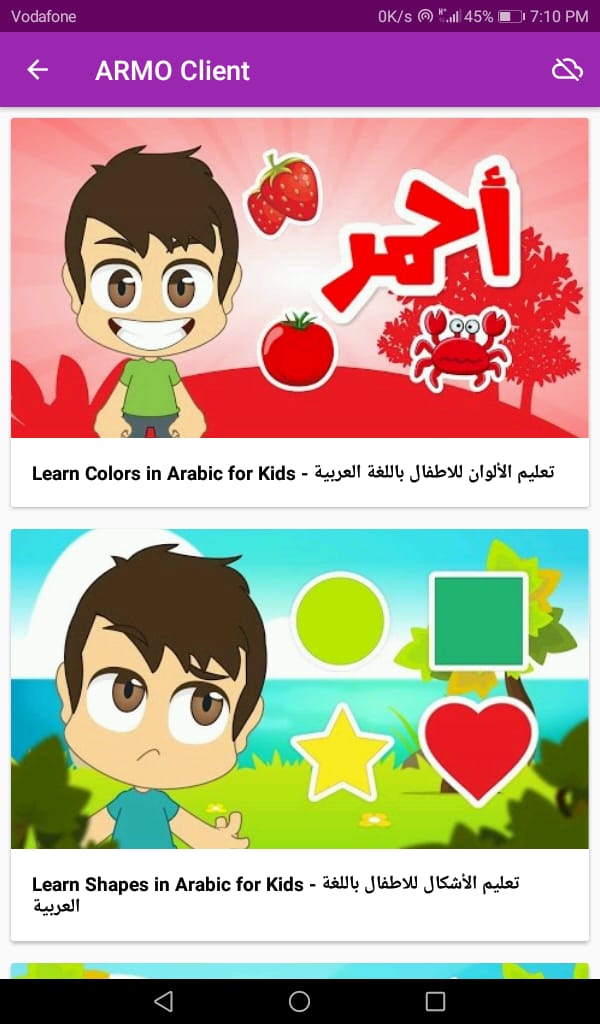 Vodafone 0K/s H+ 45% 7:10 PM
ARMO Client
أحمر
Learn Colors in Arabic for Kids - تعليم الألوان للاطفال باللغة العربية
Learn Shapes in Arabic for Kids - تعليم الأشكال للاطفال باللغة
العربية